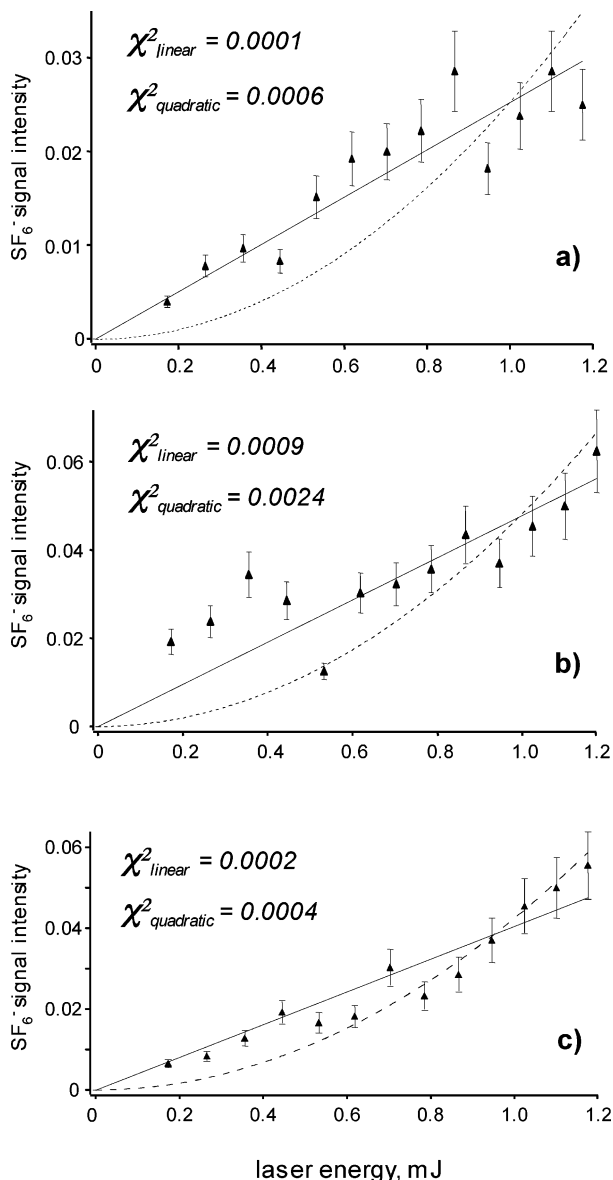 χ²linear = 0.0001
χ²quadratic = 0.0006
SF6- signal intensity
0.03
0.02
0.01
0
a)
0 0.2 0.4 0.6 0.8 1.0 1.2
χ²linear = 0.0009
χ²quadratic = 0.0024
SF6- signal intensity
0.06
0.04
0.02
0
b)
0 0.2 0.4 0.6 0.8 1.0 1.2
χ²linear = 0.0002
χ²quadratic = 0.0004
SF6- signal intensity
0.06
0.04
0.02
0
c)
0 0.2 0.4 0.6 0.8 1.0 1.2
laser energy, mJ